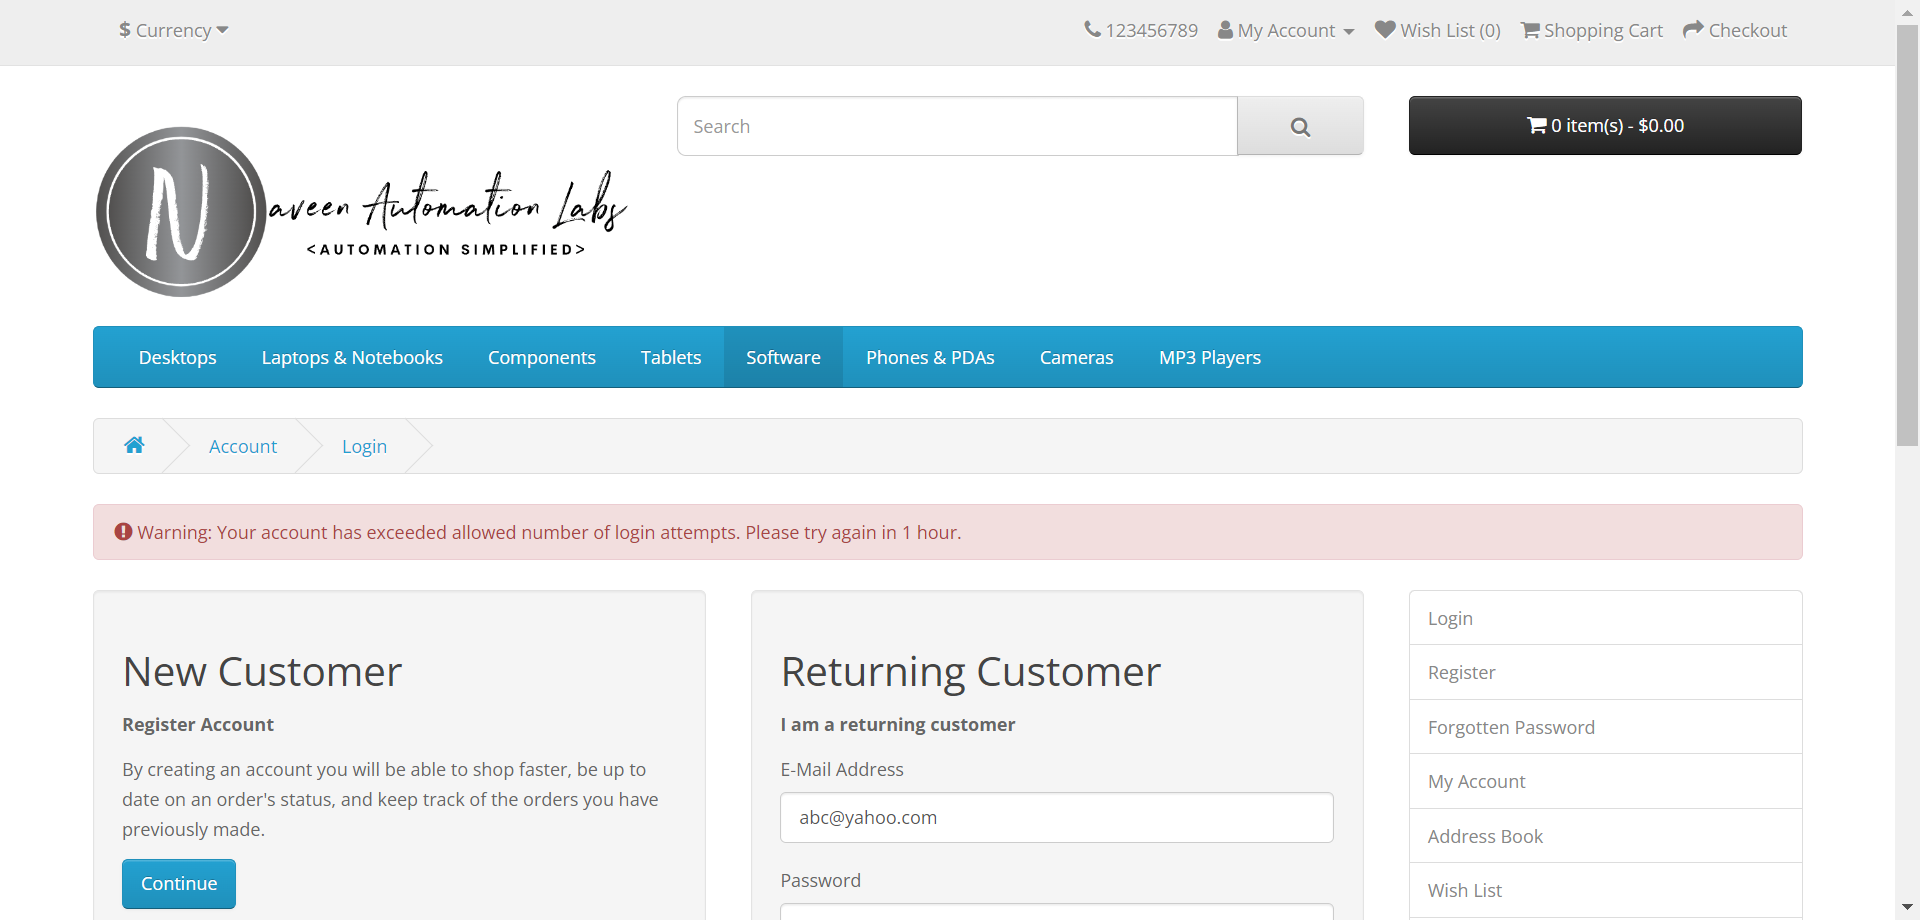 $ Currency
123456789 My Account Wish List (0) Shopping Cart Checkout
Search
0 item(s) - $0.00
Naveen Automation Labs
<AUTOMATION SIMPLIFIED>
Desktops Laptops & Notebooks Components Tablets Software Phones & PDAs Cameras MP3 Players
Account Login
Warning: Your account has exceeded allowed number of login attempts. Please try again in 1 hour.
New Customer
Register Account
By creating an account you will be able to shop faster, be up to
date on an order's status, and keep track of the orders you have
previously made.
Continue
Returning Customer
I am a returning customer
E-Mail Address
abc@yahoo.com
Password
Login
Register
Forgotten Password
My Account
Address Book
Wish List